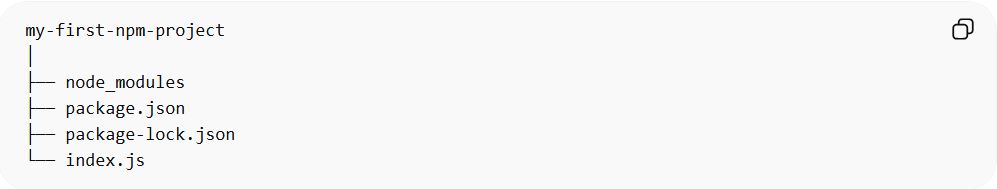 my-first-npm-project
│
├── node_modules
├── package.json
├── package-lock.json
└── index.js